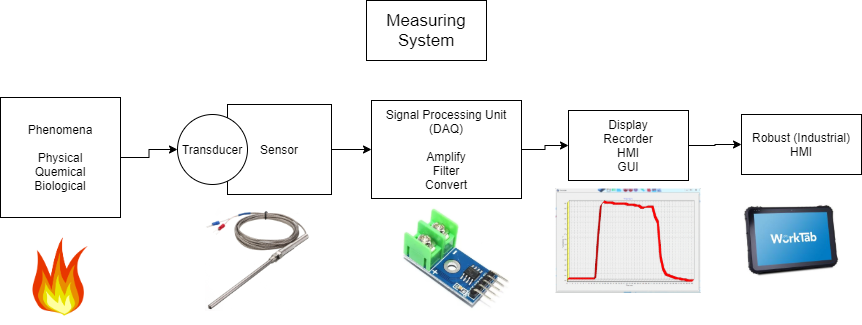 Measuring
System
Phenomena
Physical
Quemical
Biological
Transducer
Sensor
Signal Processing Unit
(DAQ)
Amplify
Filter
Convert
Display
Recorder
HMI
GUI
Robust (Industrial)
HMI
WorkTab